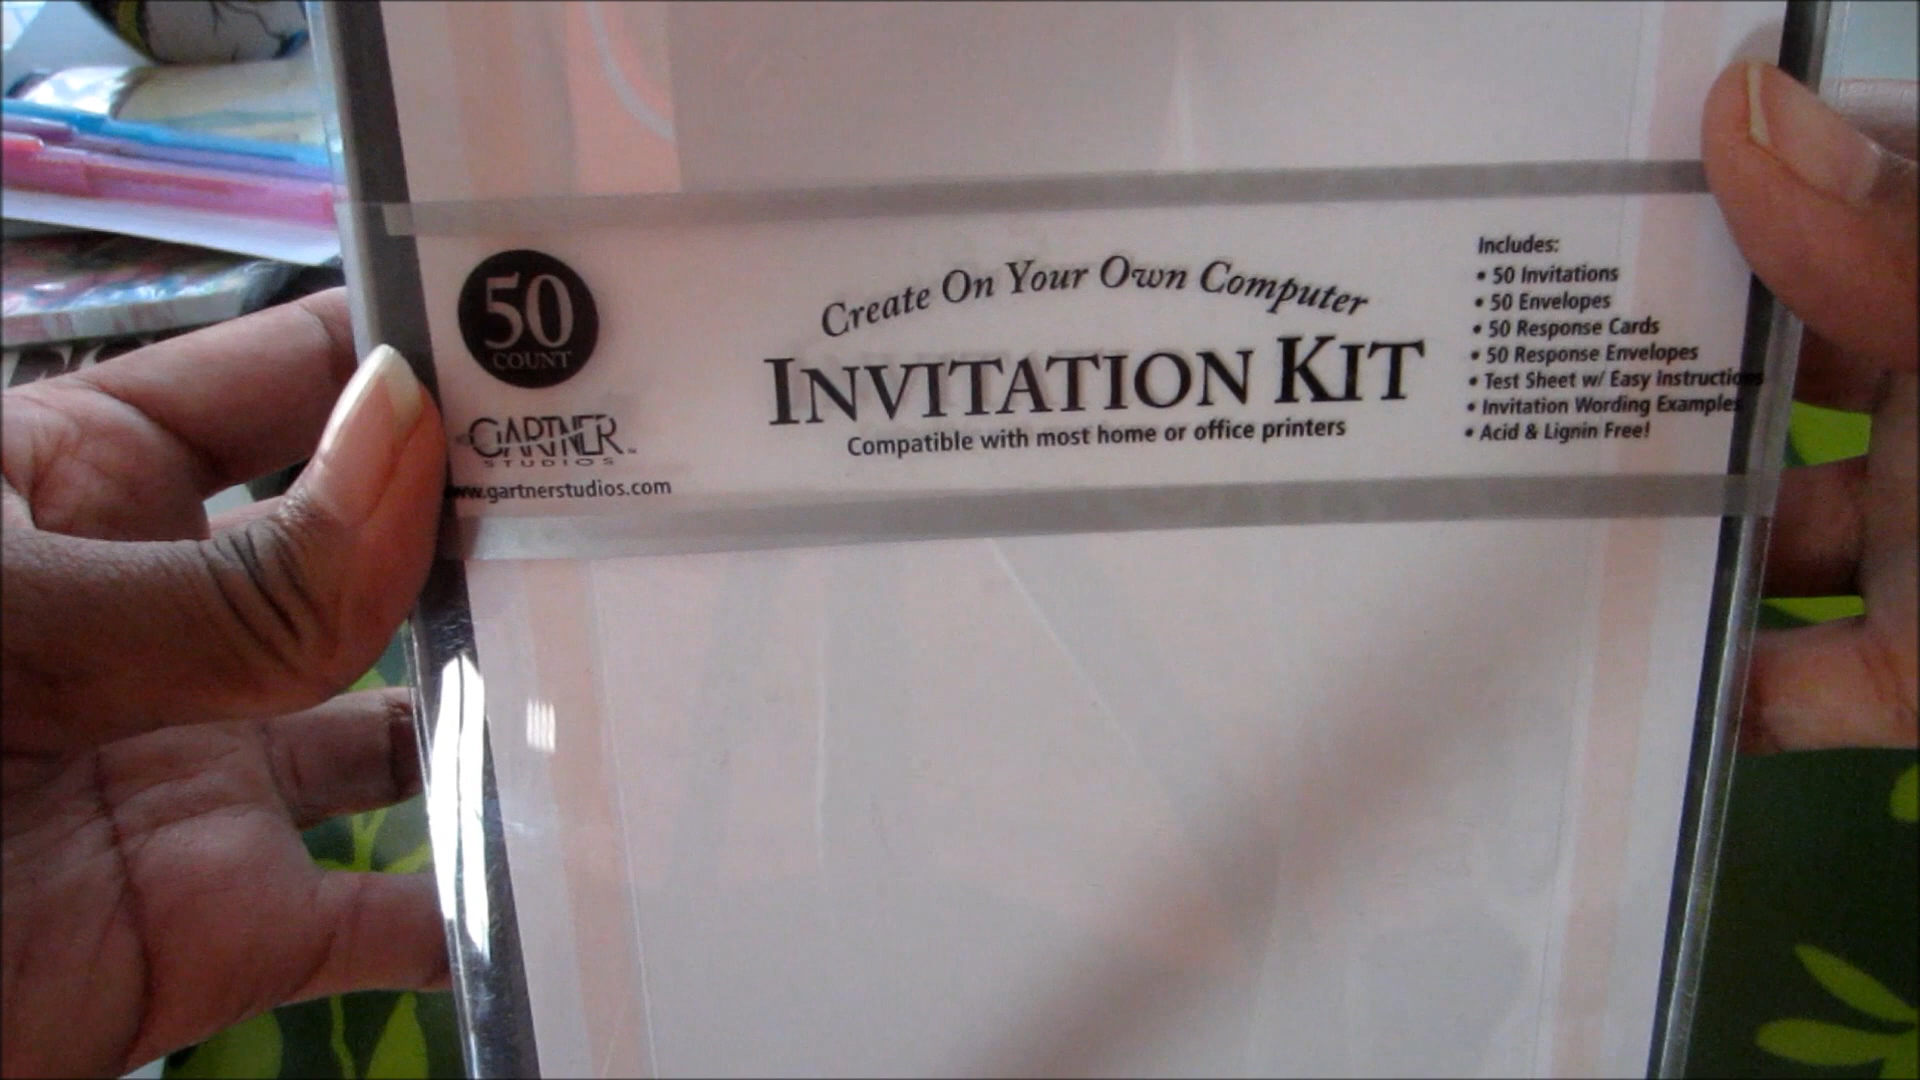 50
COUNT
GARTNER
STUDIOS
www.gartnerstudios.com
Create On Your Own Computer
INVITATION KIT
Compatible with most home or office printers
Includes:
• 50 Invitations
• 50 Envelopes
• 50 Response Cards
• 50 Response Envelopes
• Test Sheet w/ Easy Instructions
• Invitation Wording Examples
• Acid & Lignin Free!